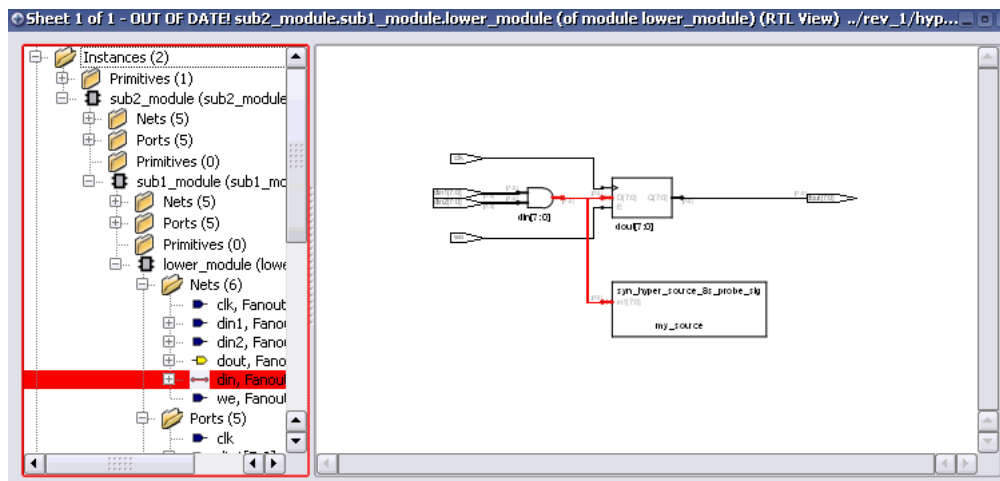 Sheet 1 of 1 - OUT OF DATE! sub2_module.sub1_module.lower_module (of module lower_module) (RTL View) ../rev_1/hyp...
Instances (2)
Primitives (1)
sub2_module (sub2_module
Nets (5)
Ports (5)
Primitives (0)
sub1_module (sub1_mo
Nets (5)
Ports (5)
Primitives (0)
lower_module (lowe
Nets (6)
clk, Fanout
din1, Fano
din2, Fano
dout, Fano
din, Fanou
we, Fanout
Ports (5)
clk
clk
din1[7:0]
din2[7:0]
we
din[7:0]
D[7:0] Q[7:0]
E
dout[7:0]
[7:0]
dout[7:0]
syn_hyper_source_8s_probe_sig
in1[7:0]
my_source